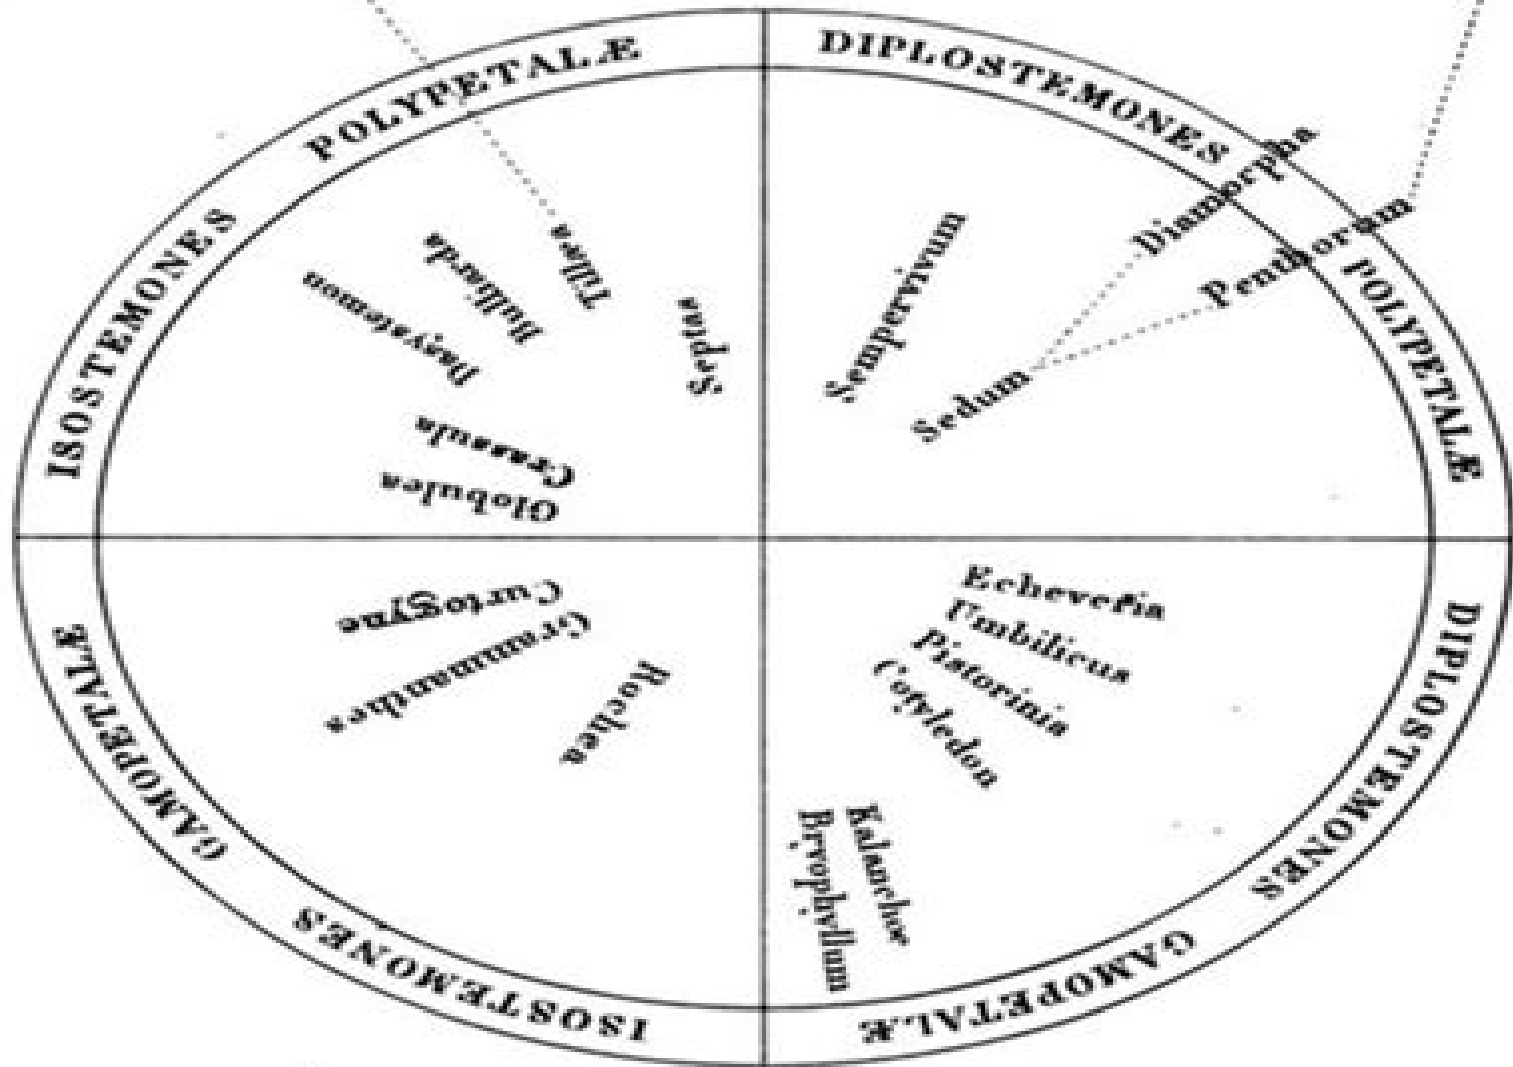 ISOSTEMONES
POLYPETALÆ
DIPLOSTEMONES
POLYPETALÆ
DIPLOSTEMONES
GAMOPETALÆ
ISOSTEMONES
GAMOPETALÆ
Septas
Tillæa
Bulliarda
Dasystemon
Crassula
Globulea
Sempervivum
Sedum
Diamorpha
Penthorum
Echeveria
Umbilicus
Pistorinia
Cotyledon
Kalanchoe
Bryophyllum
Rochea
Grammanthes
Curtogyne